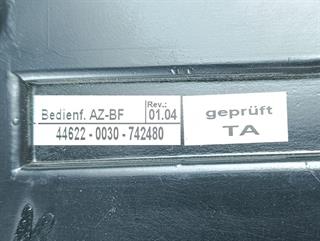 Bedienf. AZ-BF
Rev.:
01.04
44622 - 0030 - 742480
geprüft
TA